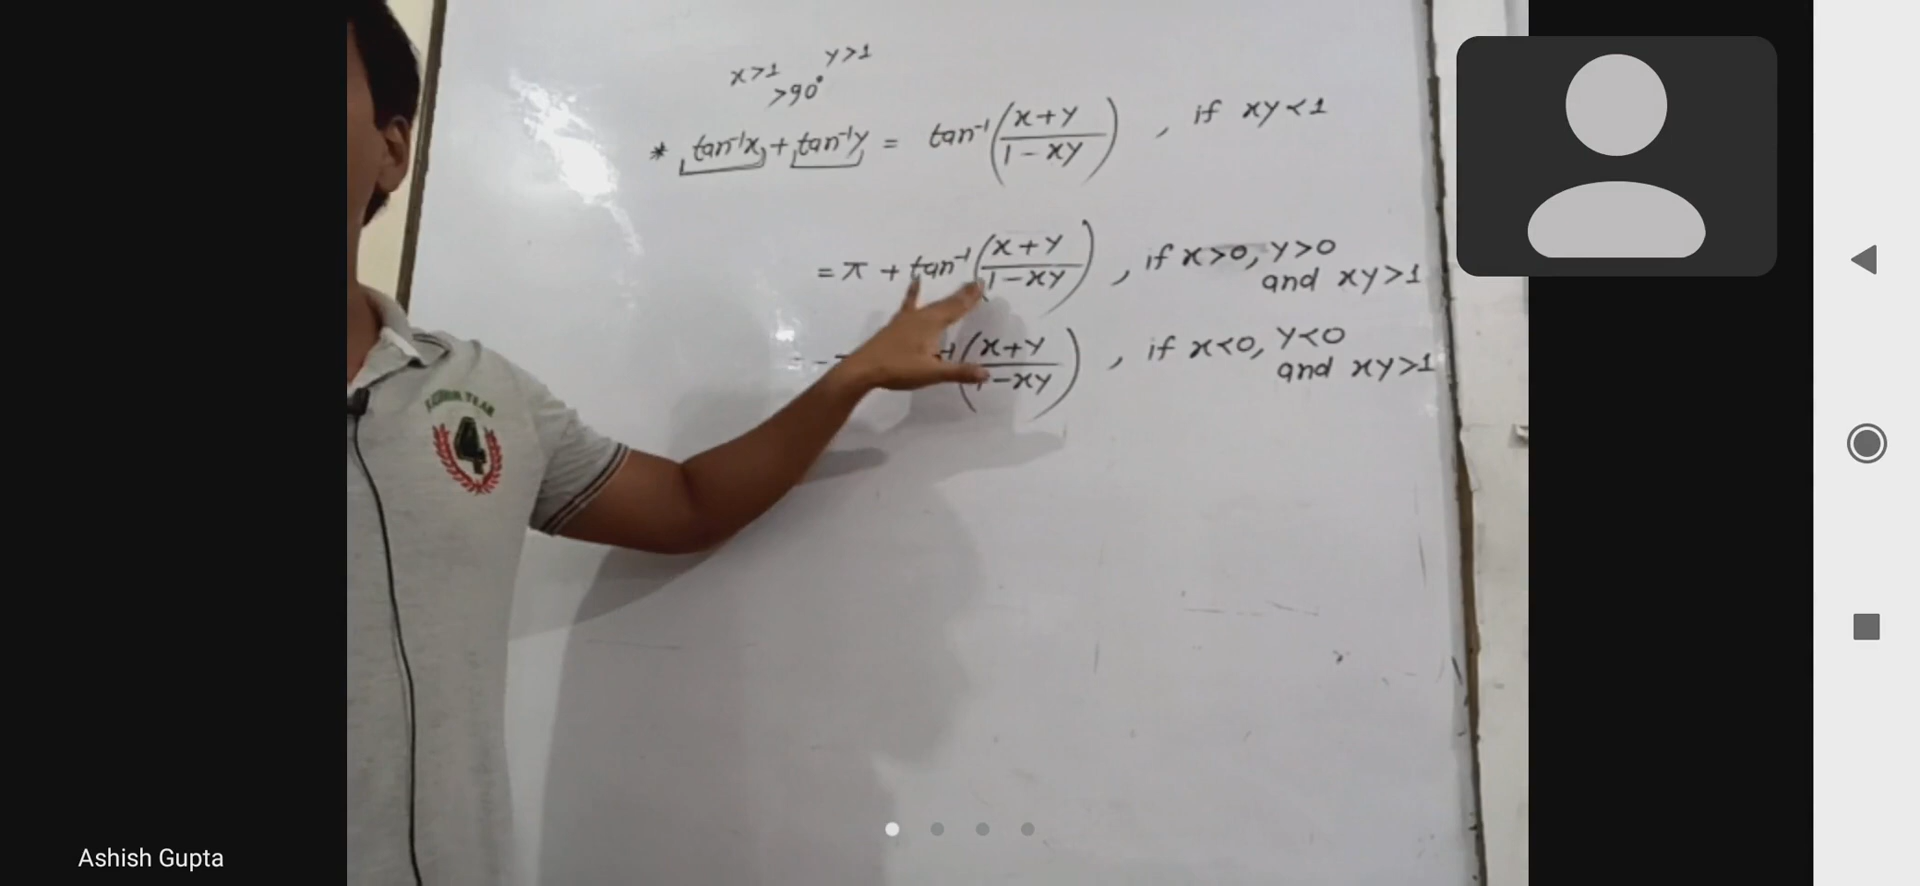 x>1 y>1
>90°
* tan⁻¹x + tan⁻¹y = tan⁻¹(x+y / 1-xy) , if xy<1
= π + tan⁻¹(x+y / 1-xy) , if x>0, y>0
and xy>1
(x+y / 1-xy) , if x<0, y<0
and xy>1
4
Ashish Gupta